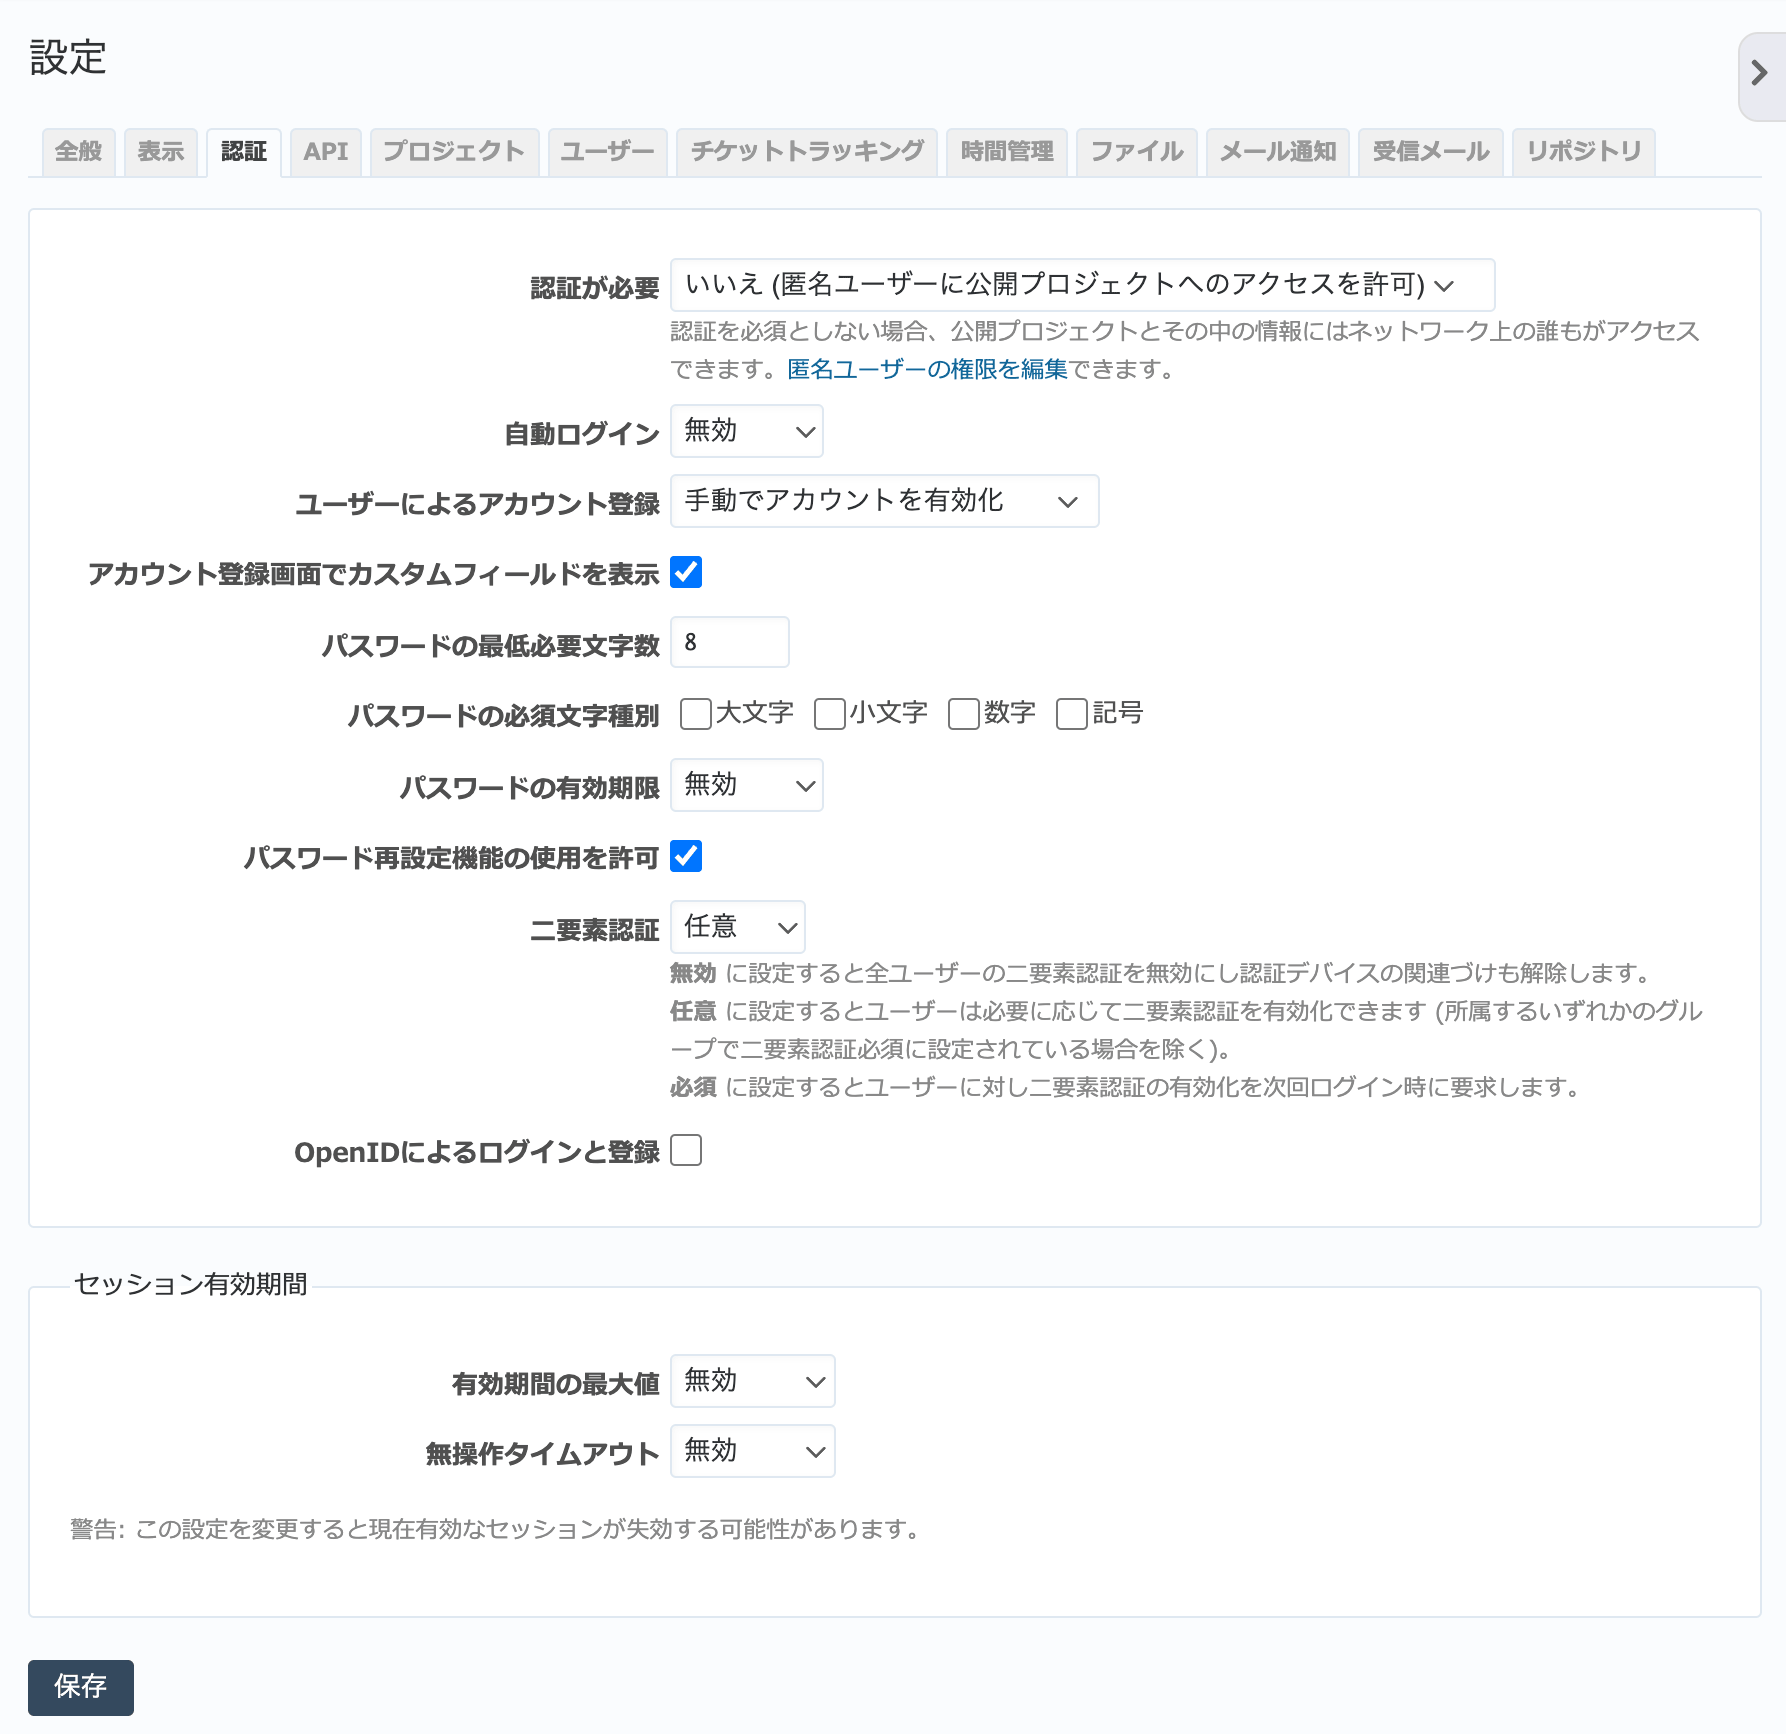 設定
全般 表示 認証 API プロジェクト ユーザー チケットトラッキング 時間管理 ファイル メール通知 受信メール リポジトリ
認証が必要 いいえ (匿名ユーザーに公開プロジェクトへのアクセスを許可)
認証を必須としない場合、公開プロジェクトとその中の情報にはネットワーク上の誰もがアクセス
できます。匿名ユーザーの権限を編集できます。
自動ログイン 無効
ユーザーによるアカウント登録 手動でアカウントを有効化
アカウント登録画面でカスタムフィールドを表示
パスワードの最低必要文字数 8
パスワードの必須文字種別 大文字 小文字 数字 記号
パスワードの有効期限 無効
パスワード再設定機能の使用を許可
二要素認証 任意
無効 に設定すると全ユーザーの二要素認証を無効にし認証デバイスの関連づけも解除します。
任意 に設定するとユーザーは必要に応じて二要素認証を有効化できます (所属するいずれかのグル
ープで二要素認証必須に設定されている場合を除く)。
必須 に設定するとユーザーに対し二要素認証の有効化を次回ログイン時に要求します。
OpenIDによるログインと登録
セッション有効期間
有効期間の最大値 無効
無操作タイムアウト 無効
警告: この設定を変更すると現在有効なセッションが失効する可能性があります。
保存